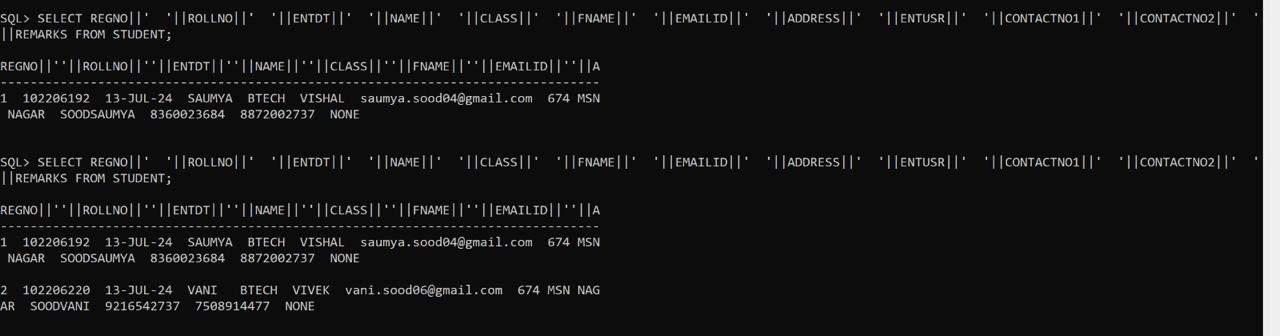 SQL> SELECT REGNO||'  '||ROLLNO||'  '||ENTDT||'  '||NAME||'  '||CLASS||'  '||FNAME||'  '||EMAILID||'  '||ADDRESS||'  '||ENTUSR||'  '||CONTACTNO1||'  '||CONTACTNO2||'  '
||REMARKS FROM STUDENT;
REGNO||''||ROLLNO||''||ENTDT||''||NAME||''||CLASS||''||FNAME||''||EMAILID||''||A
--------------------------------------------------------------------------------
1  102206192  13-JUL-24  SAUMYA  BTECH  VISHAL  saumya.sood04@gmail.com  674 MSN
 NAGAR  SOODSAUMYA  8360023684  8872002737  NONE
SQL> SELECT REGNO||'  '||ROLLNO||'  '||ENTDT||'  '||NAME||'  '||CLASS||'  '||FNAME||'  '||EMAILID||'  '||ADDRESS||'  '||ENTUSR||'  '||CONTACTNO1||'  '||CONTACTNO2||'  '
||REMARKS FROM STUDENT;
REGNO||''||ROLLNO||''||ENTDT||''||NAME||''||CLASS||''||FNAME||''||EMAILID||''||A
--------------------------------------------------------------------------------
1  102206192  13-JUL-24  SAUMYA  BTECH  VISHAL  saumya.sood04@gmail.com  674 MSN
 NAGAR  SOODSAUMYA  8360023684  8872002737  NONE
2  102206220  13-JUL-24  VANI   BTECH  VIVEK  vani.sood06@gmail.com  674 MSN NAG
AR  SOODVANI  9216542737  7508914477  NONE